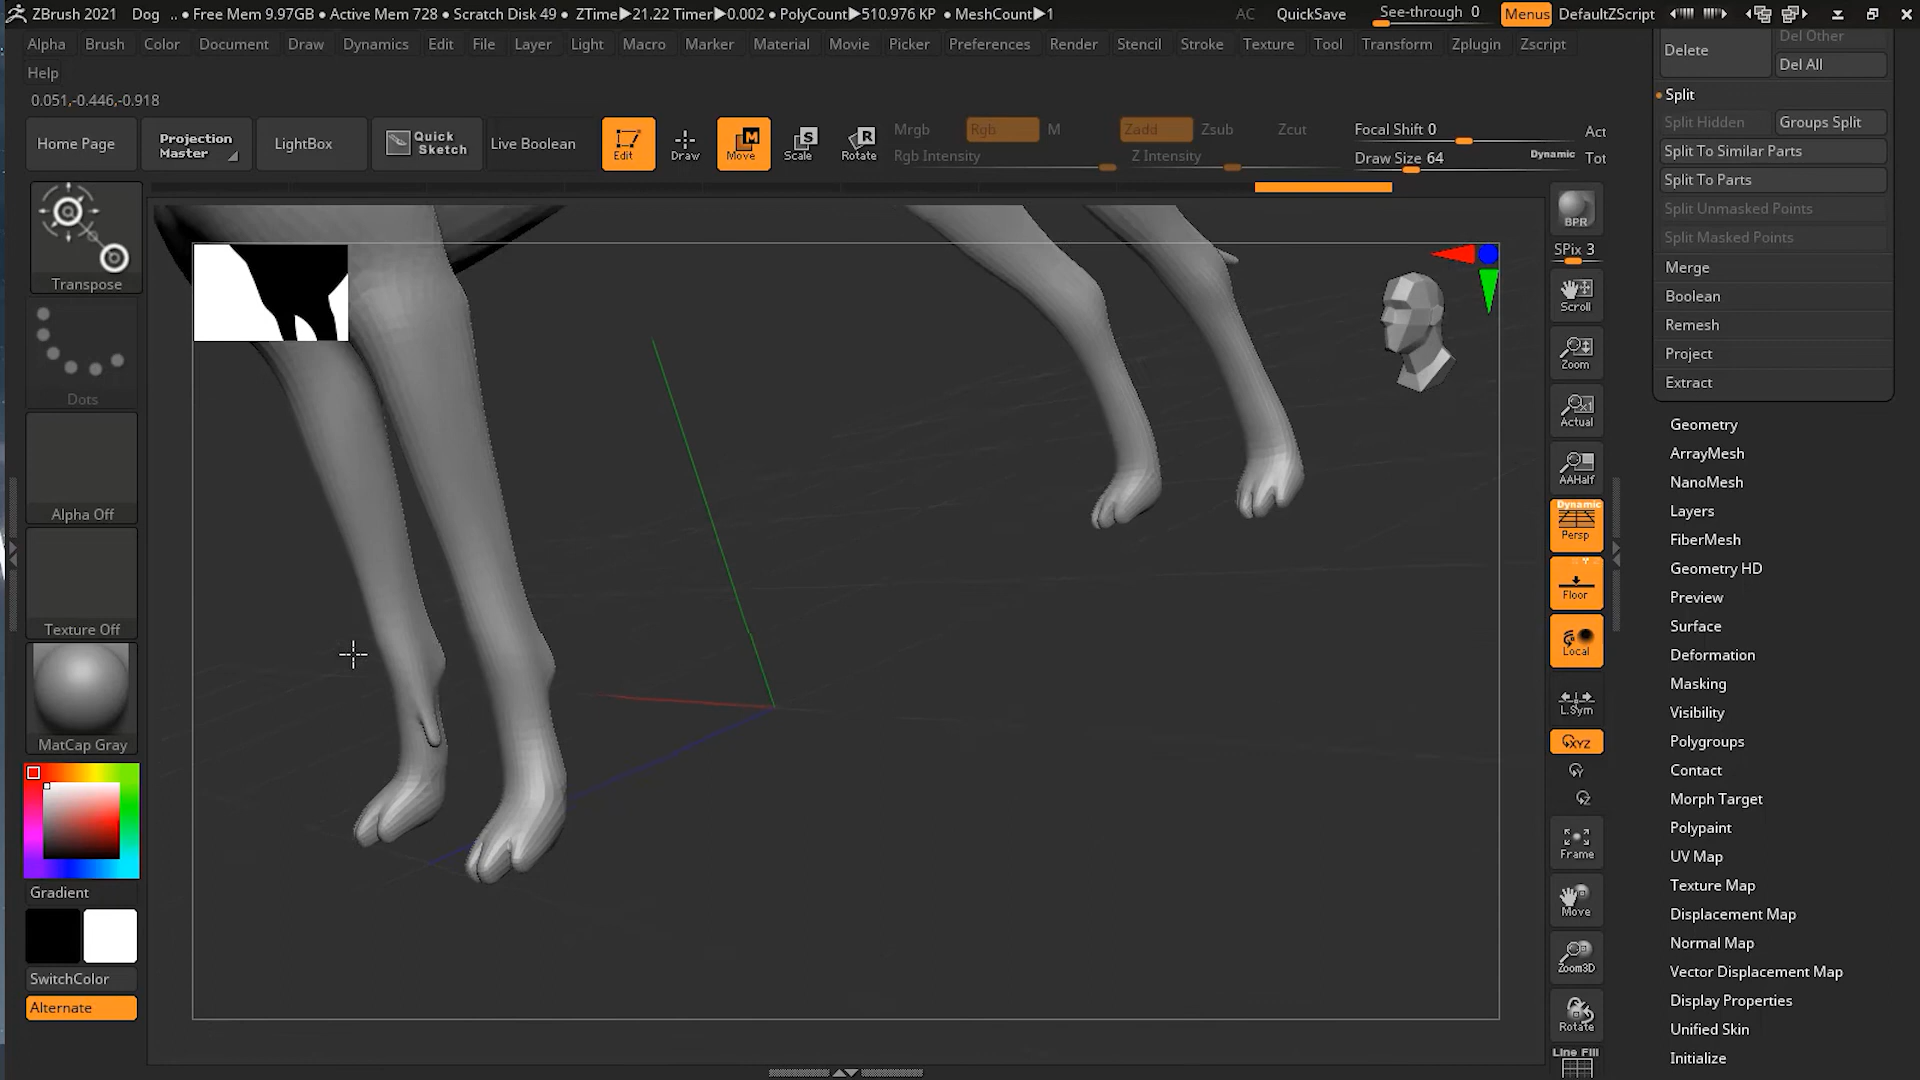 ZBrush 2021 Dog .. • Free Mem 9.97GB • Active Mem 728 • Scratch Disk 49 • ZTime▶21.22 Timer▶0.002 • PolyCount▶510.976 KP • MeshCount▶1 AC QuickSave See-through 0 Menus DefaultZScript
Alpha Brush Color Document Draw Dynamics Edit File Layer Light Macro Marker Material Movie Picker Preferences Render Stencil Stroke Texture Tool Transform Zplugin Zscript
Help
0.051,-0.446,-0.918
Home Page
Projection Master
LightBox
Quick Sketch
Live Boolean
Edit
Draw
Move
Scale
Rotate
Mrgb Rgb M
Rgb Intensity
Zadd Zsub Zcut
Z Intensity
Focal Shift 0
Draw Size 64
Dynamic
Act
Tot
Transpose
Dots
Alpha Off
Texture Off
MatCap Gray
Gradient
SwitchColor
Alternate
BPR
SPix 3
Scroll
Zoom
Actual
AAHalf
Dynamic
Persp
Floor
Local
L.Sym
XYZ
Y
Z
Frame
Move
Zoom3D
Rotate
Line Fill
Delete
Del Other
Del All
Split
Split Hidden
Groups Split
Split To Similar Parts
Split To Parts
Split Unmasked Points
Split Masked Points
Merge
Boolean
Remesh
Project
Extract
Geometry
ArrayMesh
NanoMesh
Layers
FiberMesh
Geometry HD
Preview
Surface
Deformation
Masking
Visibility
Polygroups
Contact
Morph Target
Polypaint
UV Map
Texture Map
Displacement Map
Normal Map
Vector Displacement Map
Display Properties
Unified Skin
Initialize